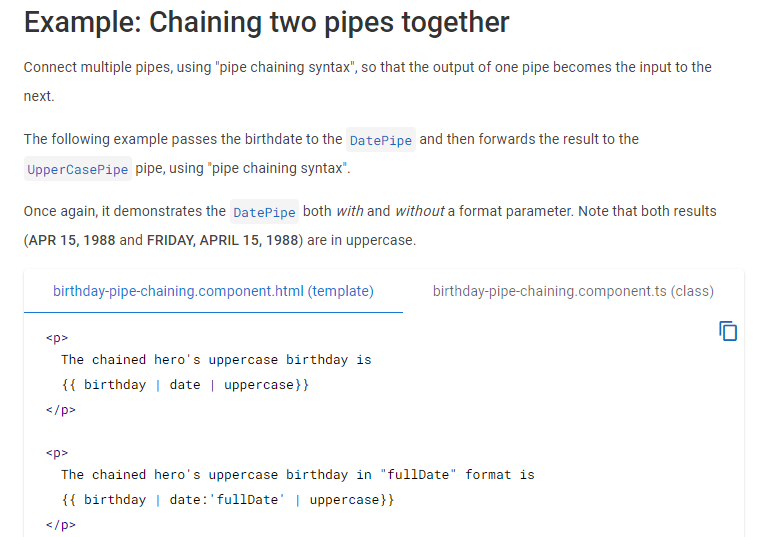 Example: Chaining two pipes together
Connect multiple pipes, using "pipe chaining syntax", so that the output of one pipe becomes the input to the
next.
The following example passes the birthdate to the DatePipe and then forwards the result to the
UpperCasePipe pipe, using "pipe chaining syntax".
Once again, it demonstrates the DatePipe both with and without a format parameter. Note that both results
(APR 15, 1988 and FRIDAY, APRIL 15, 1988) are in uppercase.
birthday-pipe-chaining.component.html (template) birthday-pipe-chaining.component.ts (class)
<p>
The chained hero's uppercase birthday is
{{ birthday | date | uppercase}}
</p>
<p>
The chained hero's uppercase birthday in "fullDate" format is
{{ birthday | date:'fullDate' | uppercase}}
</p>